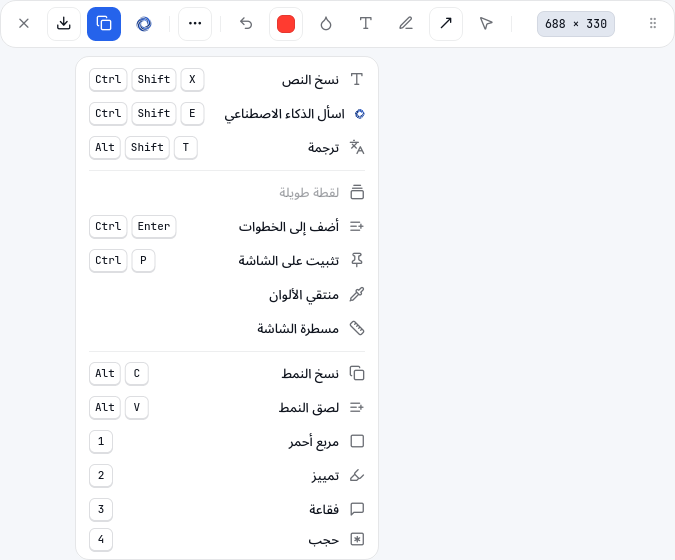 688 × 330
نسخ النص Ctrl Shift X
اسأل الذكاء الاصطناعي Ctrl Shift E
ترجمة Alt Shift T
لقطة طويلة
أضف إلى الخطوات Ctrl Enter
تثبيت على الشاشة Ctrl P
منتقي الألوان
مسطرة الشاشة
نسخ النمط Alt C
لصق النمط Alt V
مربع أحمر 1
تمييز 2
فقاعة 3
حجب 4